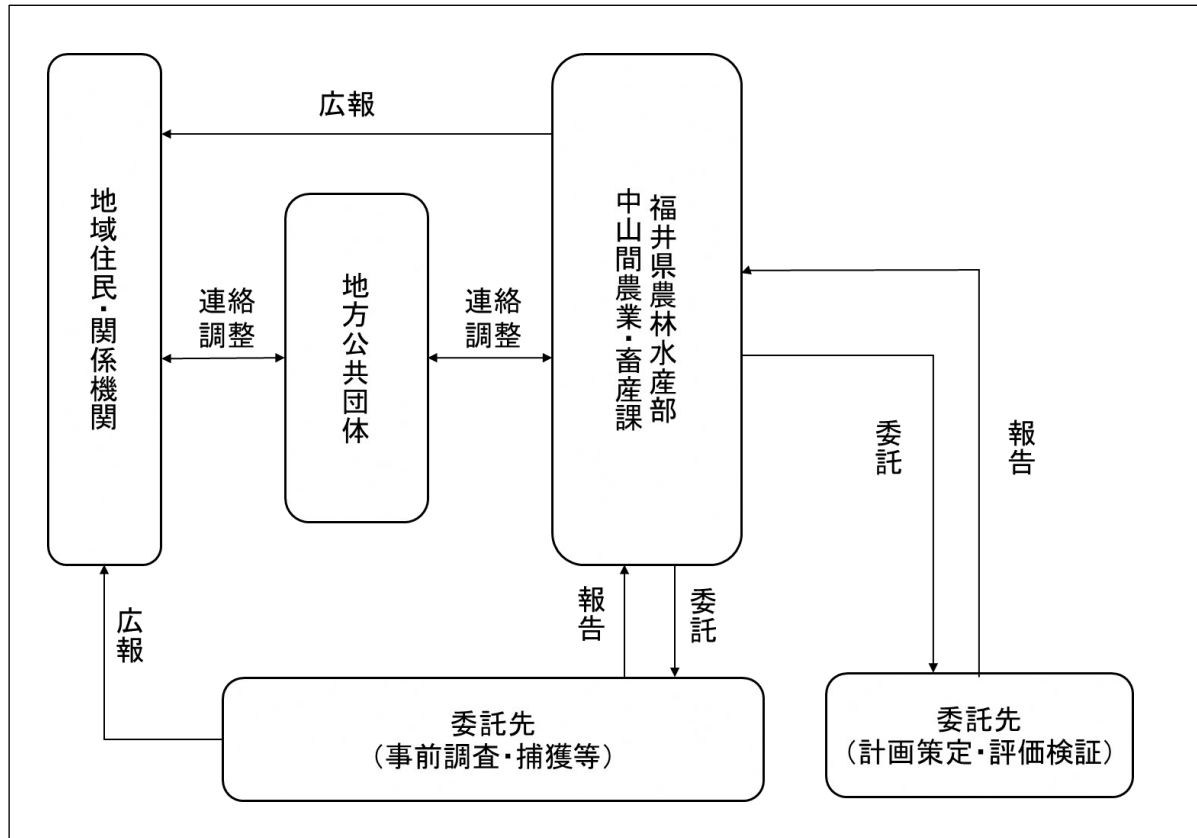 広報
地域住民・関係機関
連絡
調整
地方公共団体
連絡
調整
福井県農林水産部
中山間農業・畜産課
委託
報告
広報
報告
委託
委託先
（事前調査・捕獲等）
委託先
（計画策定・評価検証）